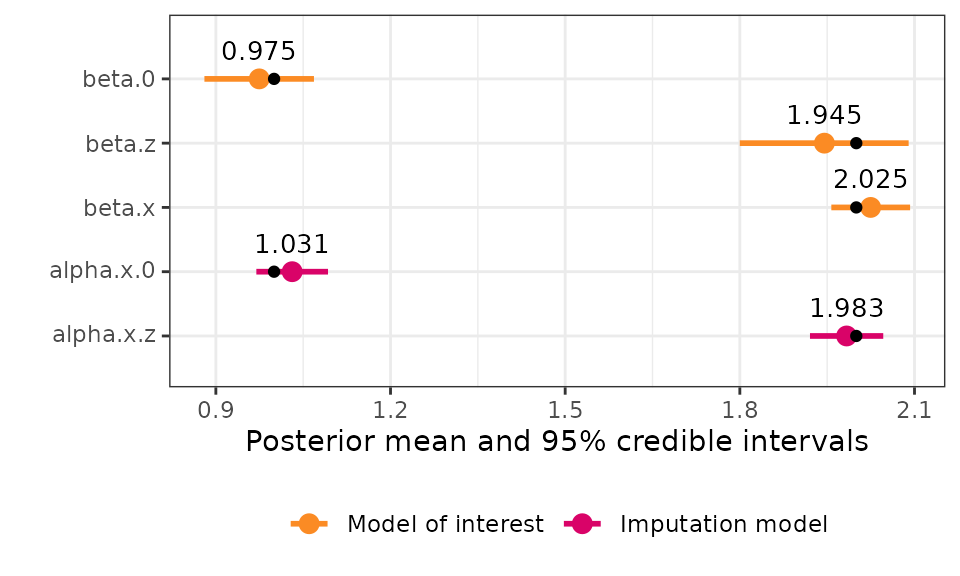 0.975
beta.0
1.945
beta.z
2.025
beta.x
1.031
alpha.x.0
1.983
alpha.x.z
0.9 1.2 1.5 1.8 2.1
Posterior mean and 95% credible intervals
Model of interest Imputation model